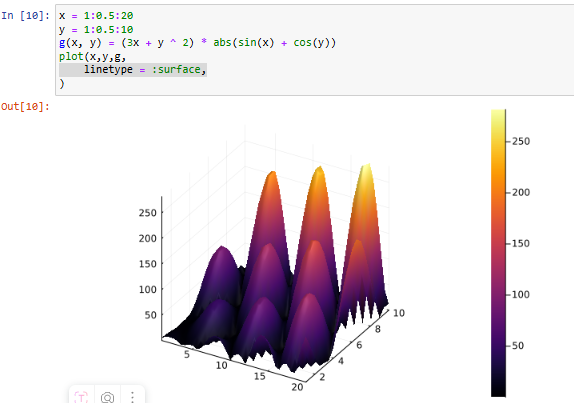 In [10]: x = 1:0.5:20
y = 1:0.5:10
g(x, y) = (3x + y ^ 2) * abs(sin(x) + cos(y))
plot(x,y,g,
linetype = :surface,
)
Out[10]:
250
200
150
100
50
5
10
15
20
2
4
6
8
10
250
200
150
100
50
T